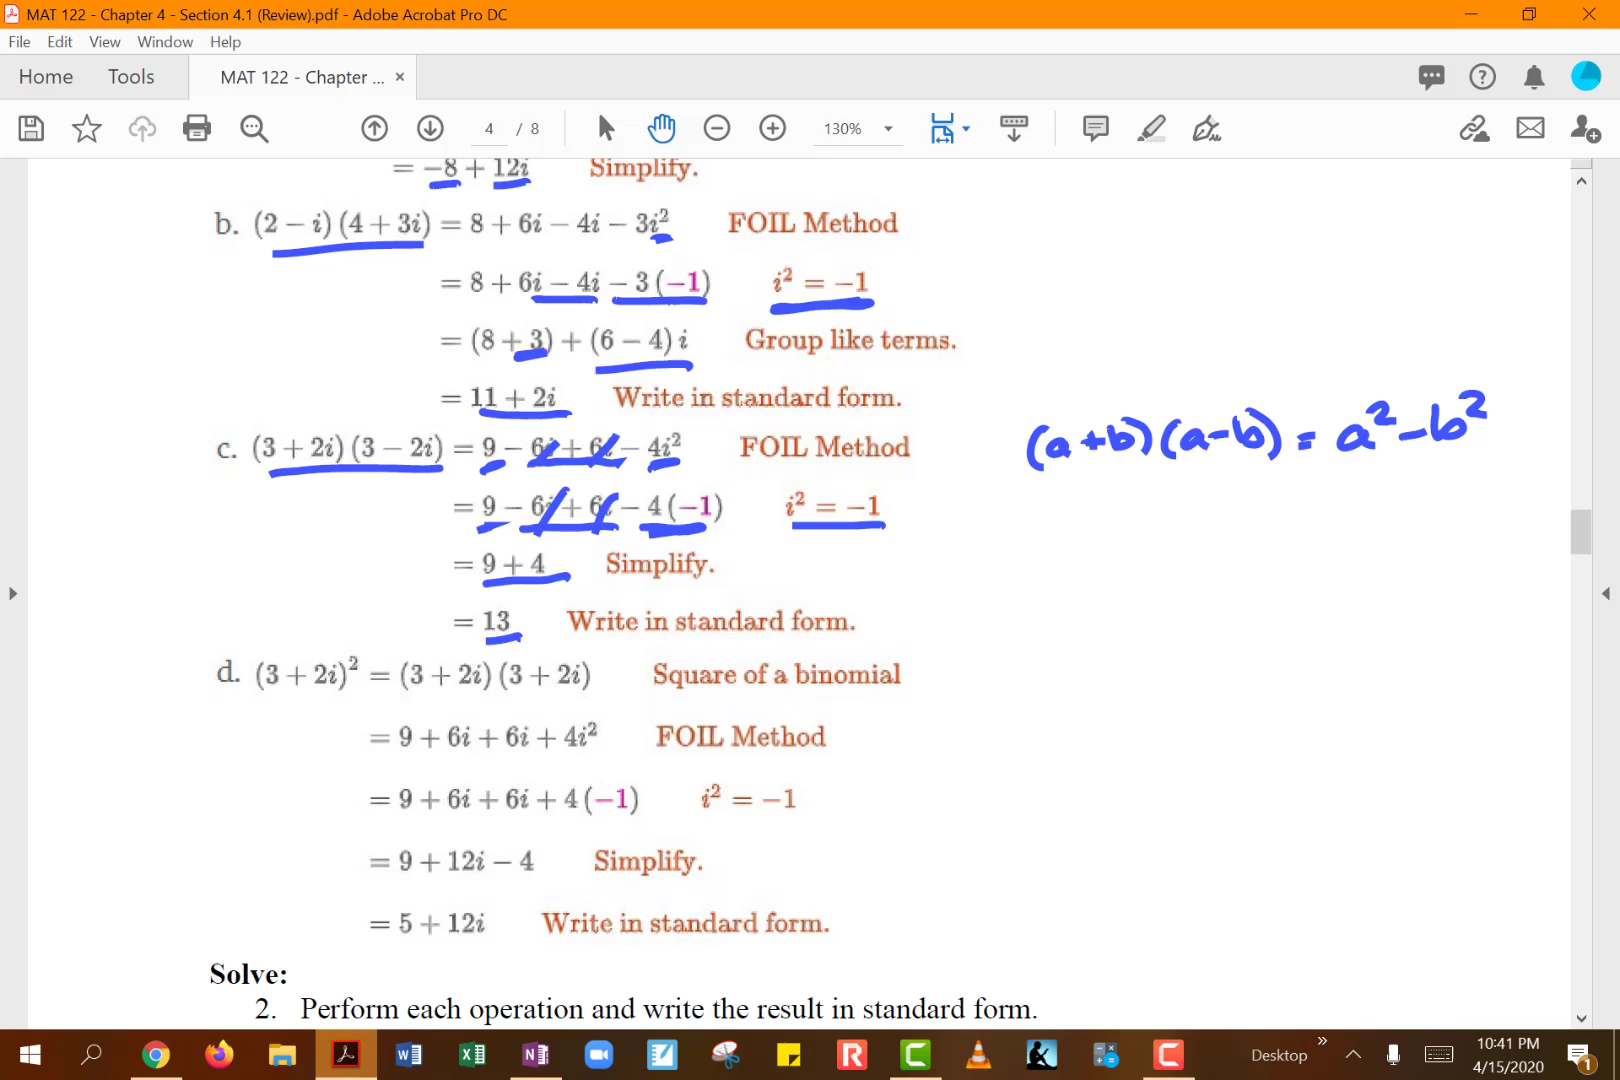 MAT 122 - Chapter 4 - Section 4.1 (Review).pdf - Adobe Acrobat Pro DC
File Edit View Window Help
Home Tools MAT 122 - Chapter ... ×
4 / 8 130%
= −8 + 12i Simplify.
b. (2 − i) (4 + 3i) = 8 + 6i − 4i − 3i² FOIL Method
= 8 + 6i − 4i − 3 (−1) i² = −1
= (8 + 3) + (6 − 4) i Group like terms.
= 11 + 2i Write in standard form.
(a+b)(a-b) = a²-b²
c. (3 + 2i) (3 − 2i) = 9 − 6i + 6i − 4i² FOIL Method
= 9 − 6i + 6i − 4 (−1) i² = −1
= 9 + 4 Simplify.
= 13 Write in standard form.
d. (3 + 2i)² = (3 + 2i) (3 + 2i) Square of a binomial
= 9 + 6i + 6i + 4i² FOIL Method
= 9 + 6i + 6i + 4 (−1) i² = −1
= 9 + 12i − 4 Simplify.
= 5 + 12i Write in standard form.
Solve:
2. Perform each operation and write the result in standard form.
Desktop » 10:41 PM
4/15/2020
1